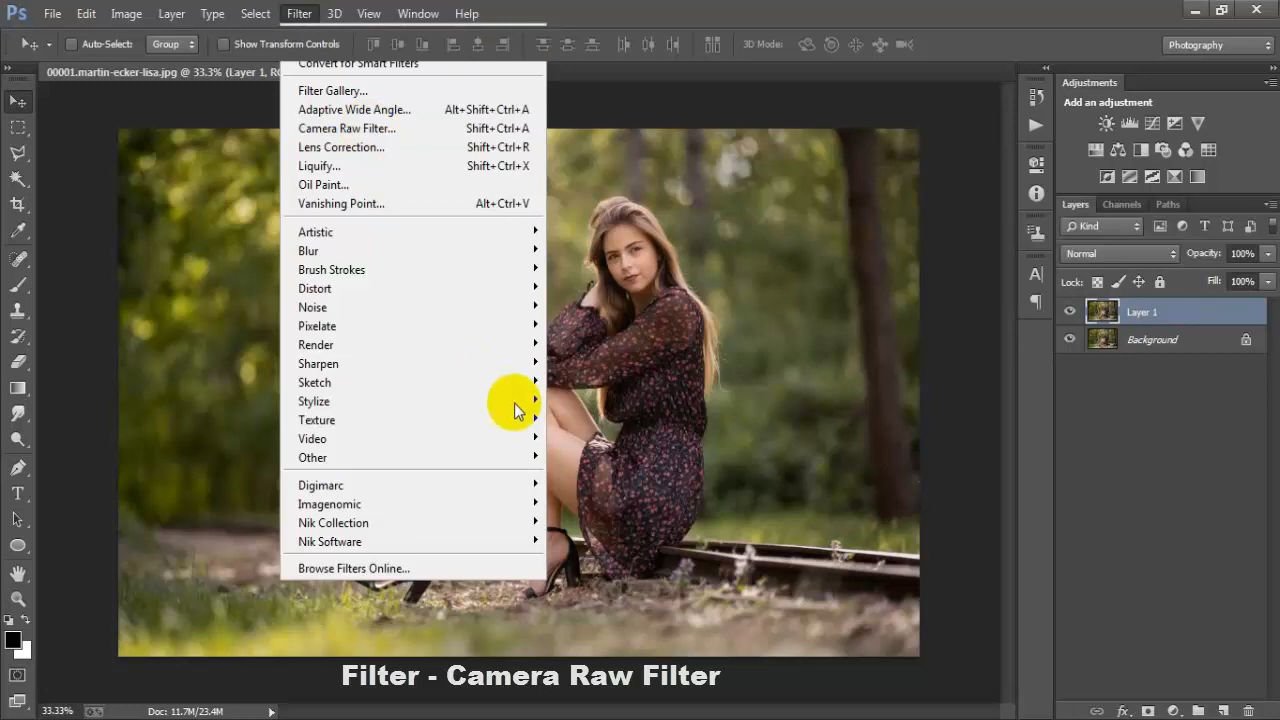 Ps File Edit Image Layer Type Select Filter 3D View Window Help
Auto-Select: Group Show Transform Controls 3D Mode: Photography
00001.martin-ecker-lisa.jpg @ 33.3% (Layer 1, RG
Convert for Smart Filters
Filter Gallery...
Adaptive Wide Angle... Alt+Shift+Ctrl+A
Camera Raw Filter... Shift+Ctrl+A
Lens Correction... Shift+Ctrl+R
Liquify... Shift+Ctrl+X
Oil Paint...
Vanishing Point... Alt+Ctrl+V
Artistic
Blur
Brush Strokes
Distort
Noise
Pixelate
Render
Sharpen
Sketch
Stylize
Texture
Video
Other
Digimarc
Imagenomic
Nik Collection
Nik Software
Browse Filters Online...
Adjustments
Add an adjustment
Layers Channels Paths
Kind
Normal Opacity: 100%
Lock: Fill: 100%
Layer 1
Background
Filter - Camera Raw Filter
33.33% Doc: 11.7M/23.4M